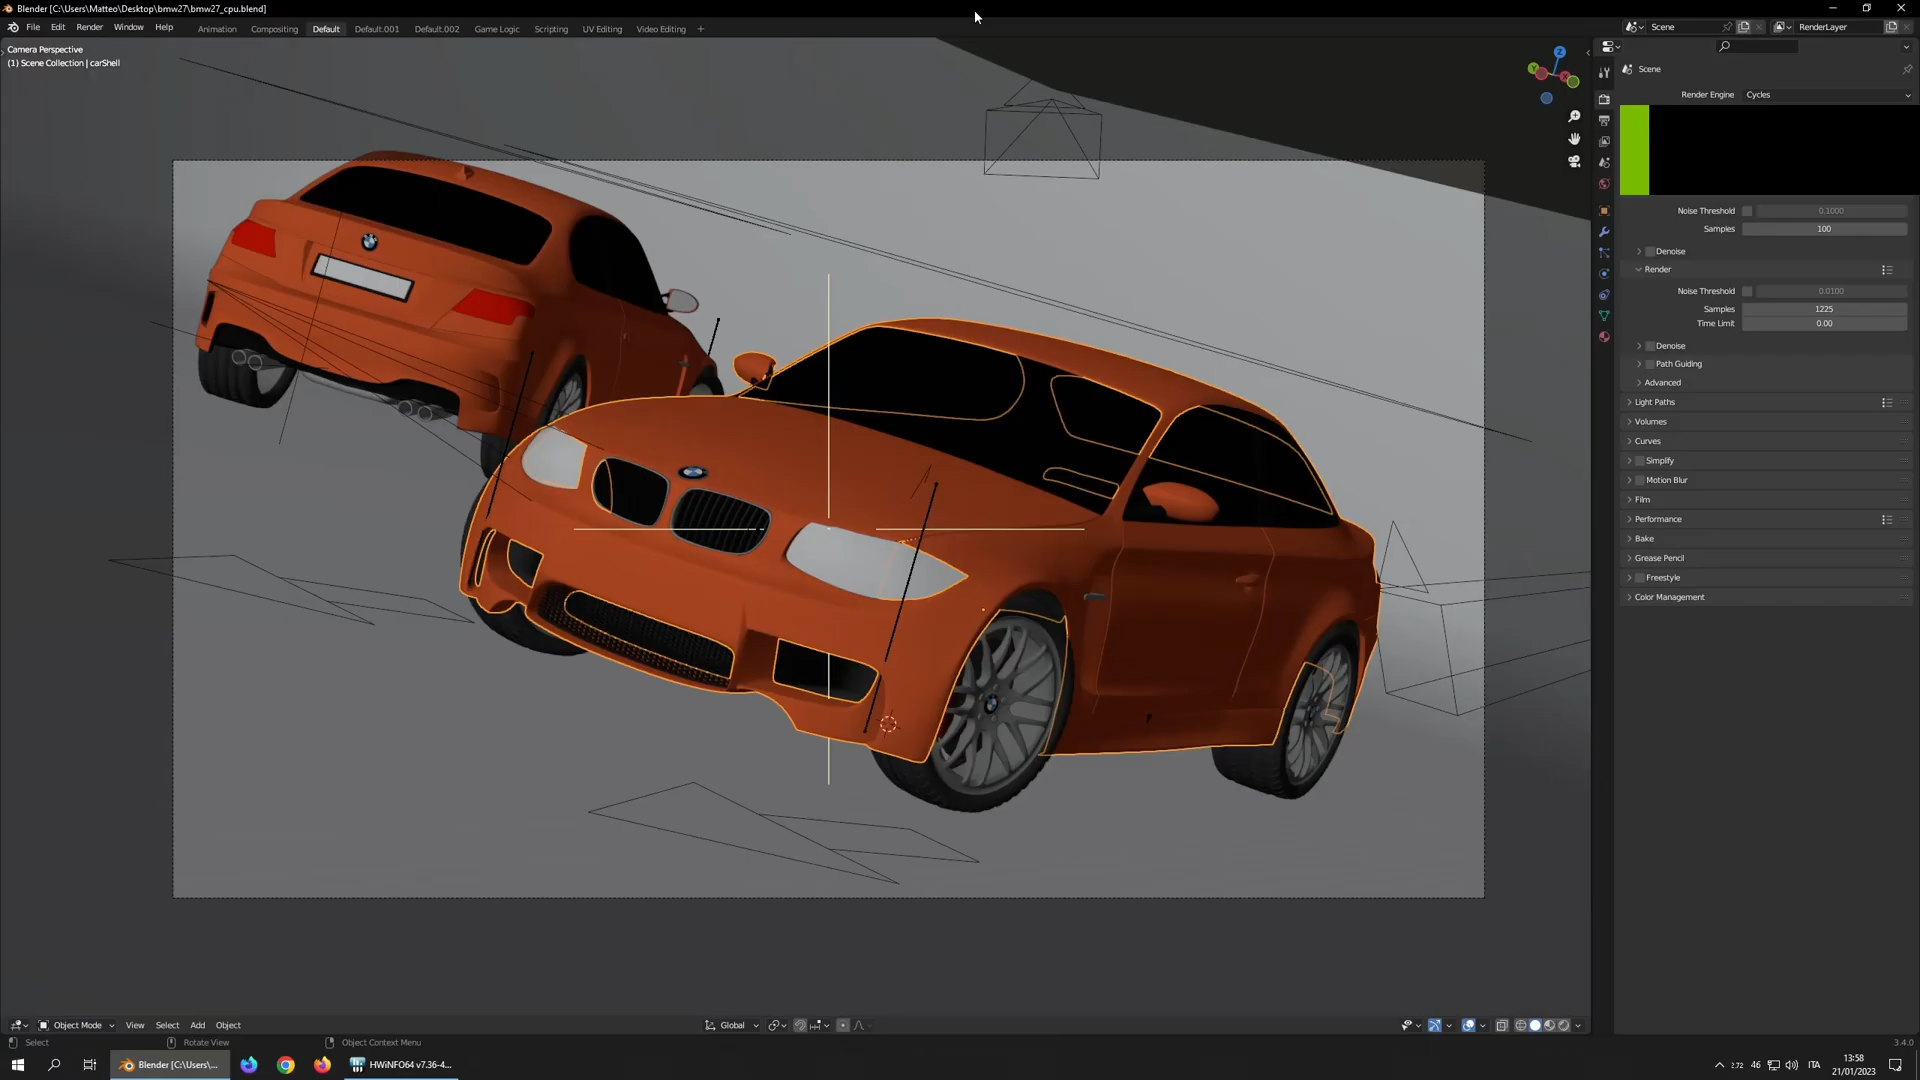 Blender [C:\Users\Matteo\Desktop\bmw27\bmw27_cpu.blend]
File Edit Render Window Help
Animation Compositing Default Default.001 Default.002 Game Logic Scripting UV Editing Video Editing +
Scene
RenderLayer
Camera Perspective
(1) Scene Collection | carShell
Z
Y
X
Scene
Render Engine Cycles
Noise Threshold 0.1000
Samples 100
Denoise
Render
Noise Threshold 0.0100
Samples 1225
Time Limit 0.00
Denoise
Path Guiding
Advanced
Light Paths
Volumes
Curves
Simplify
Motion Blur
Film
Performance
Bake
Grease Pencil
Freestyle
Color Management
Object Mode View Select Add Object
Global
Select Rotate View Object Context Menu
3.4.0
Blender [C:\Users\...
HWiNFO64 v7.36-4...
2.72 46 ITA
13:58
21/01/2023